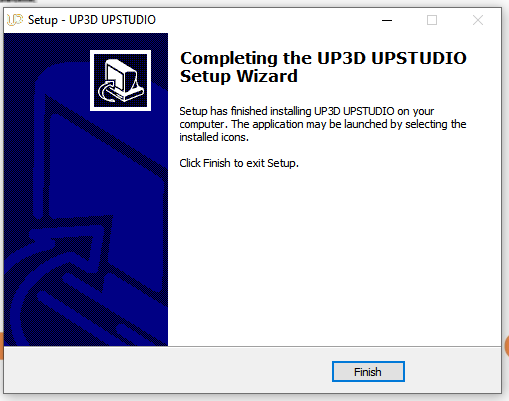 UP Setup - UP3D UPSTUDIO
Completing the UP3D UPSTUDIO
Setup Wizard
Setup has finished installing UP3D UPSTUDIO on your
computer. The application may be launched by selecting the
installed icons.
Click Finish to exit Setup.
Finish